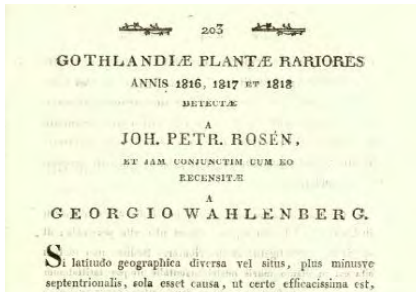 203
GOTHLANDIÆ PLANTÆ RARIORES
ANNIS 1816, 1817 ET 1818
DETECTÆ
A
JOH. PETR. ROSÉN,
ET JAM CONJUNCTIM CUM EO
RECENSITÆ
A
GEORGIO WAHLENBERG.
Si latitudo geographica diversa vel situs, plus minusve
septentrionalis, sola esset causa, ut certe efficacissima est,